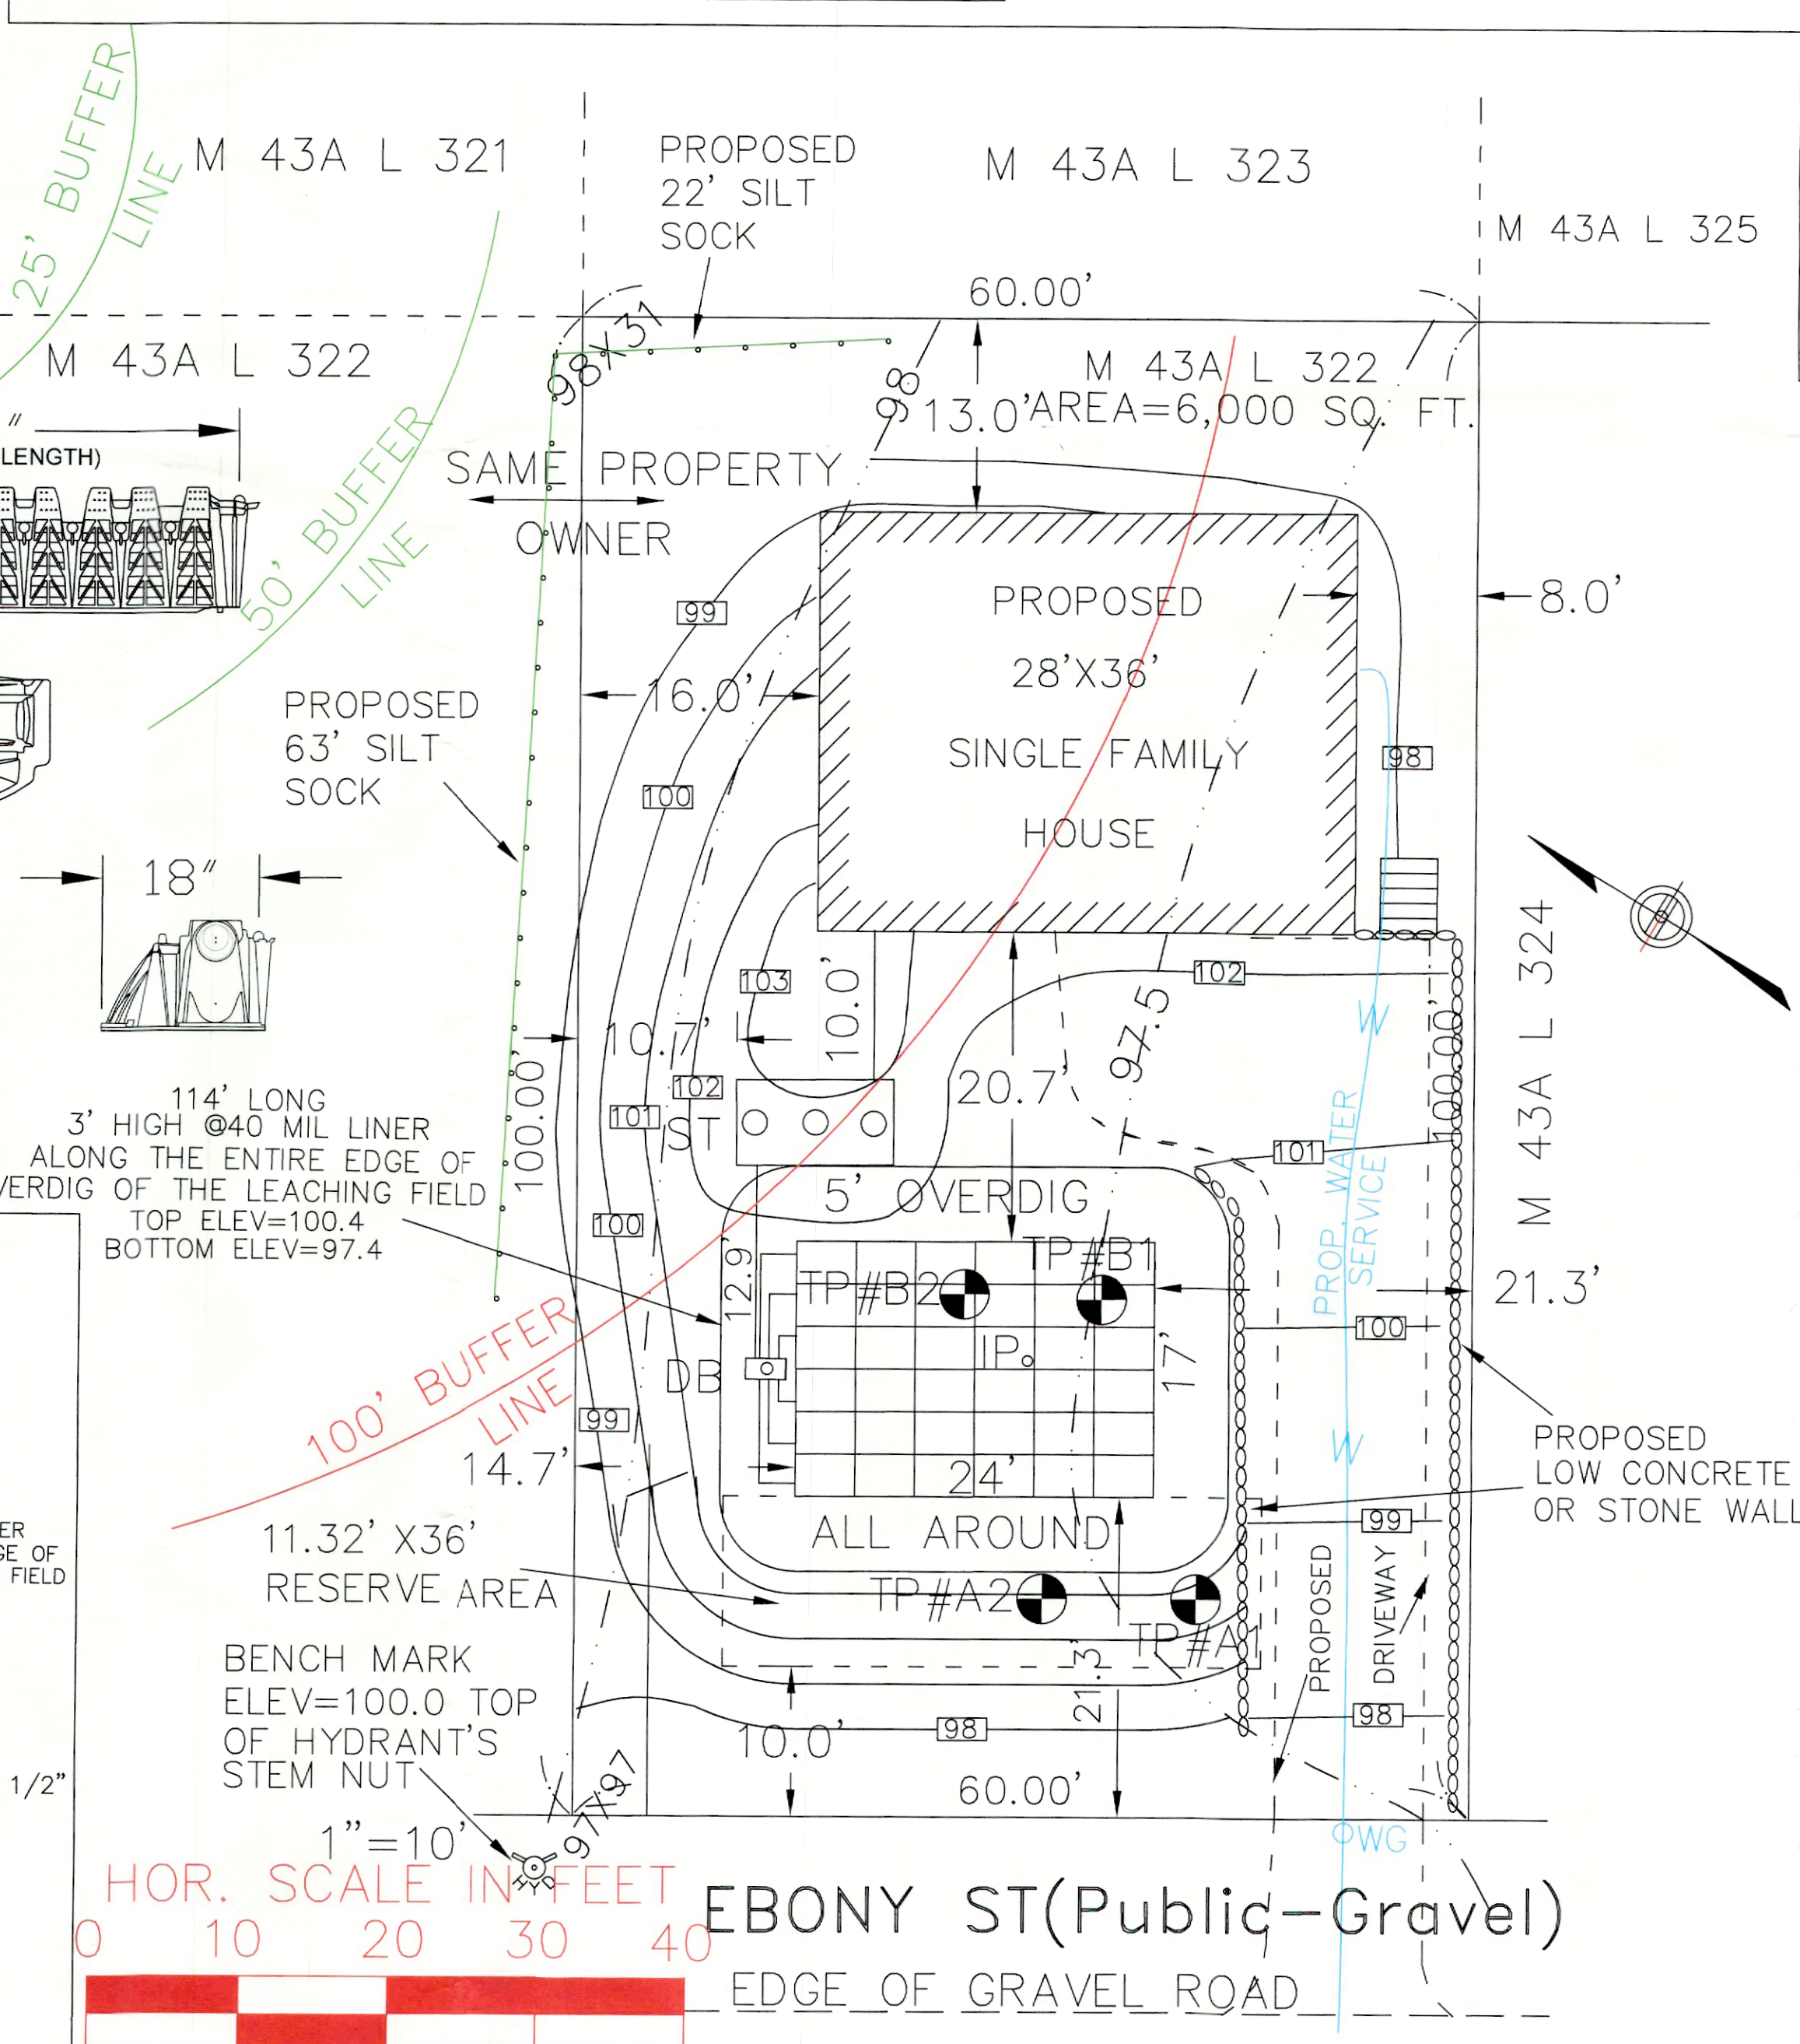 25' BUFFER
LINE
M 43A L 321
PROPOSED
22' SILT
SOCK
M 43A L 323
M 43A L 325
60.00'
98X31
M 43A L 322
98
13.0'
M 43A L 322
AREA=6,000 SQ. FT.
"
LENGTH)
50' BUFFER
LINE
SAME PROPERTY
OWNER
99
PROPOSED
28'X36'
SINGLE FAMILY
HOUSE
8.0'
16.0'
PROPOSED
63' SILT
SOCK
100
98
18"
103
10.0'
102
97.5
10.7'
100.00'
20.7'
102
101
ST
100.00'
W
M 43A L 324
114' LONG
3' HIGH @40 MIL LINER
ALONG THE ENTIRE EDGE OF
VERDIG OF THE LEACHING FIELD
TOP ELEV=100.4
BOTTOM ELEV=97.4
101
PROP. WATER
SERVICE
5' OVERDIG
100
12.9'
TP#B2
TP#B1
21.3'
100
IP
17'
DB
100' BUFFER
LINE
99
14.7'
24'
W
PROPOSED
LOW CONCRETE
OR STONE WALL
ALL AROUND
99
ER
GE OF
FIELD
11.32' X36'
RESERVE AREA
TP#A2
TP#A1
PROPOSED
DRIVEWAY
BENCH MARK
ELEV=100.0 TOP
OF HYDRANT'S
STEM NUT
21.3'
98
98
10.0'
1/2"
60.00'
97X97
1"=10'
HYD
WG
HOR. SCALE IN FEET
0 10 20 30 40
EBONY ST(Public-Gravel)
EDGE OF GRAVEL ROAD